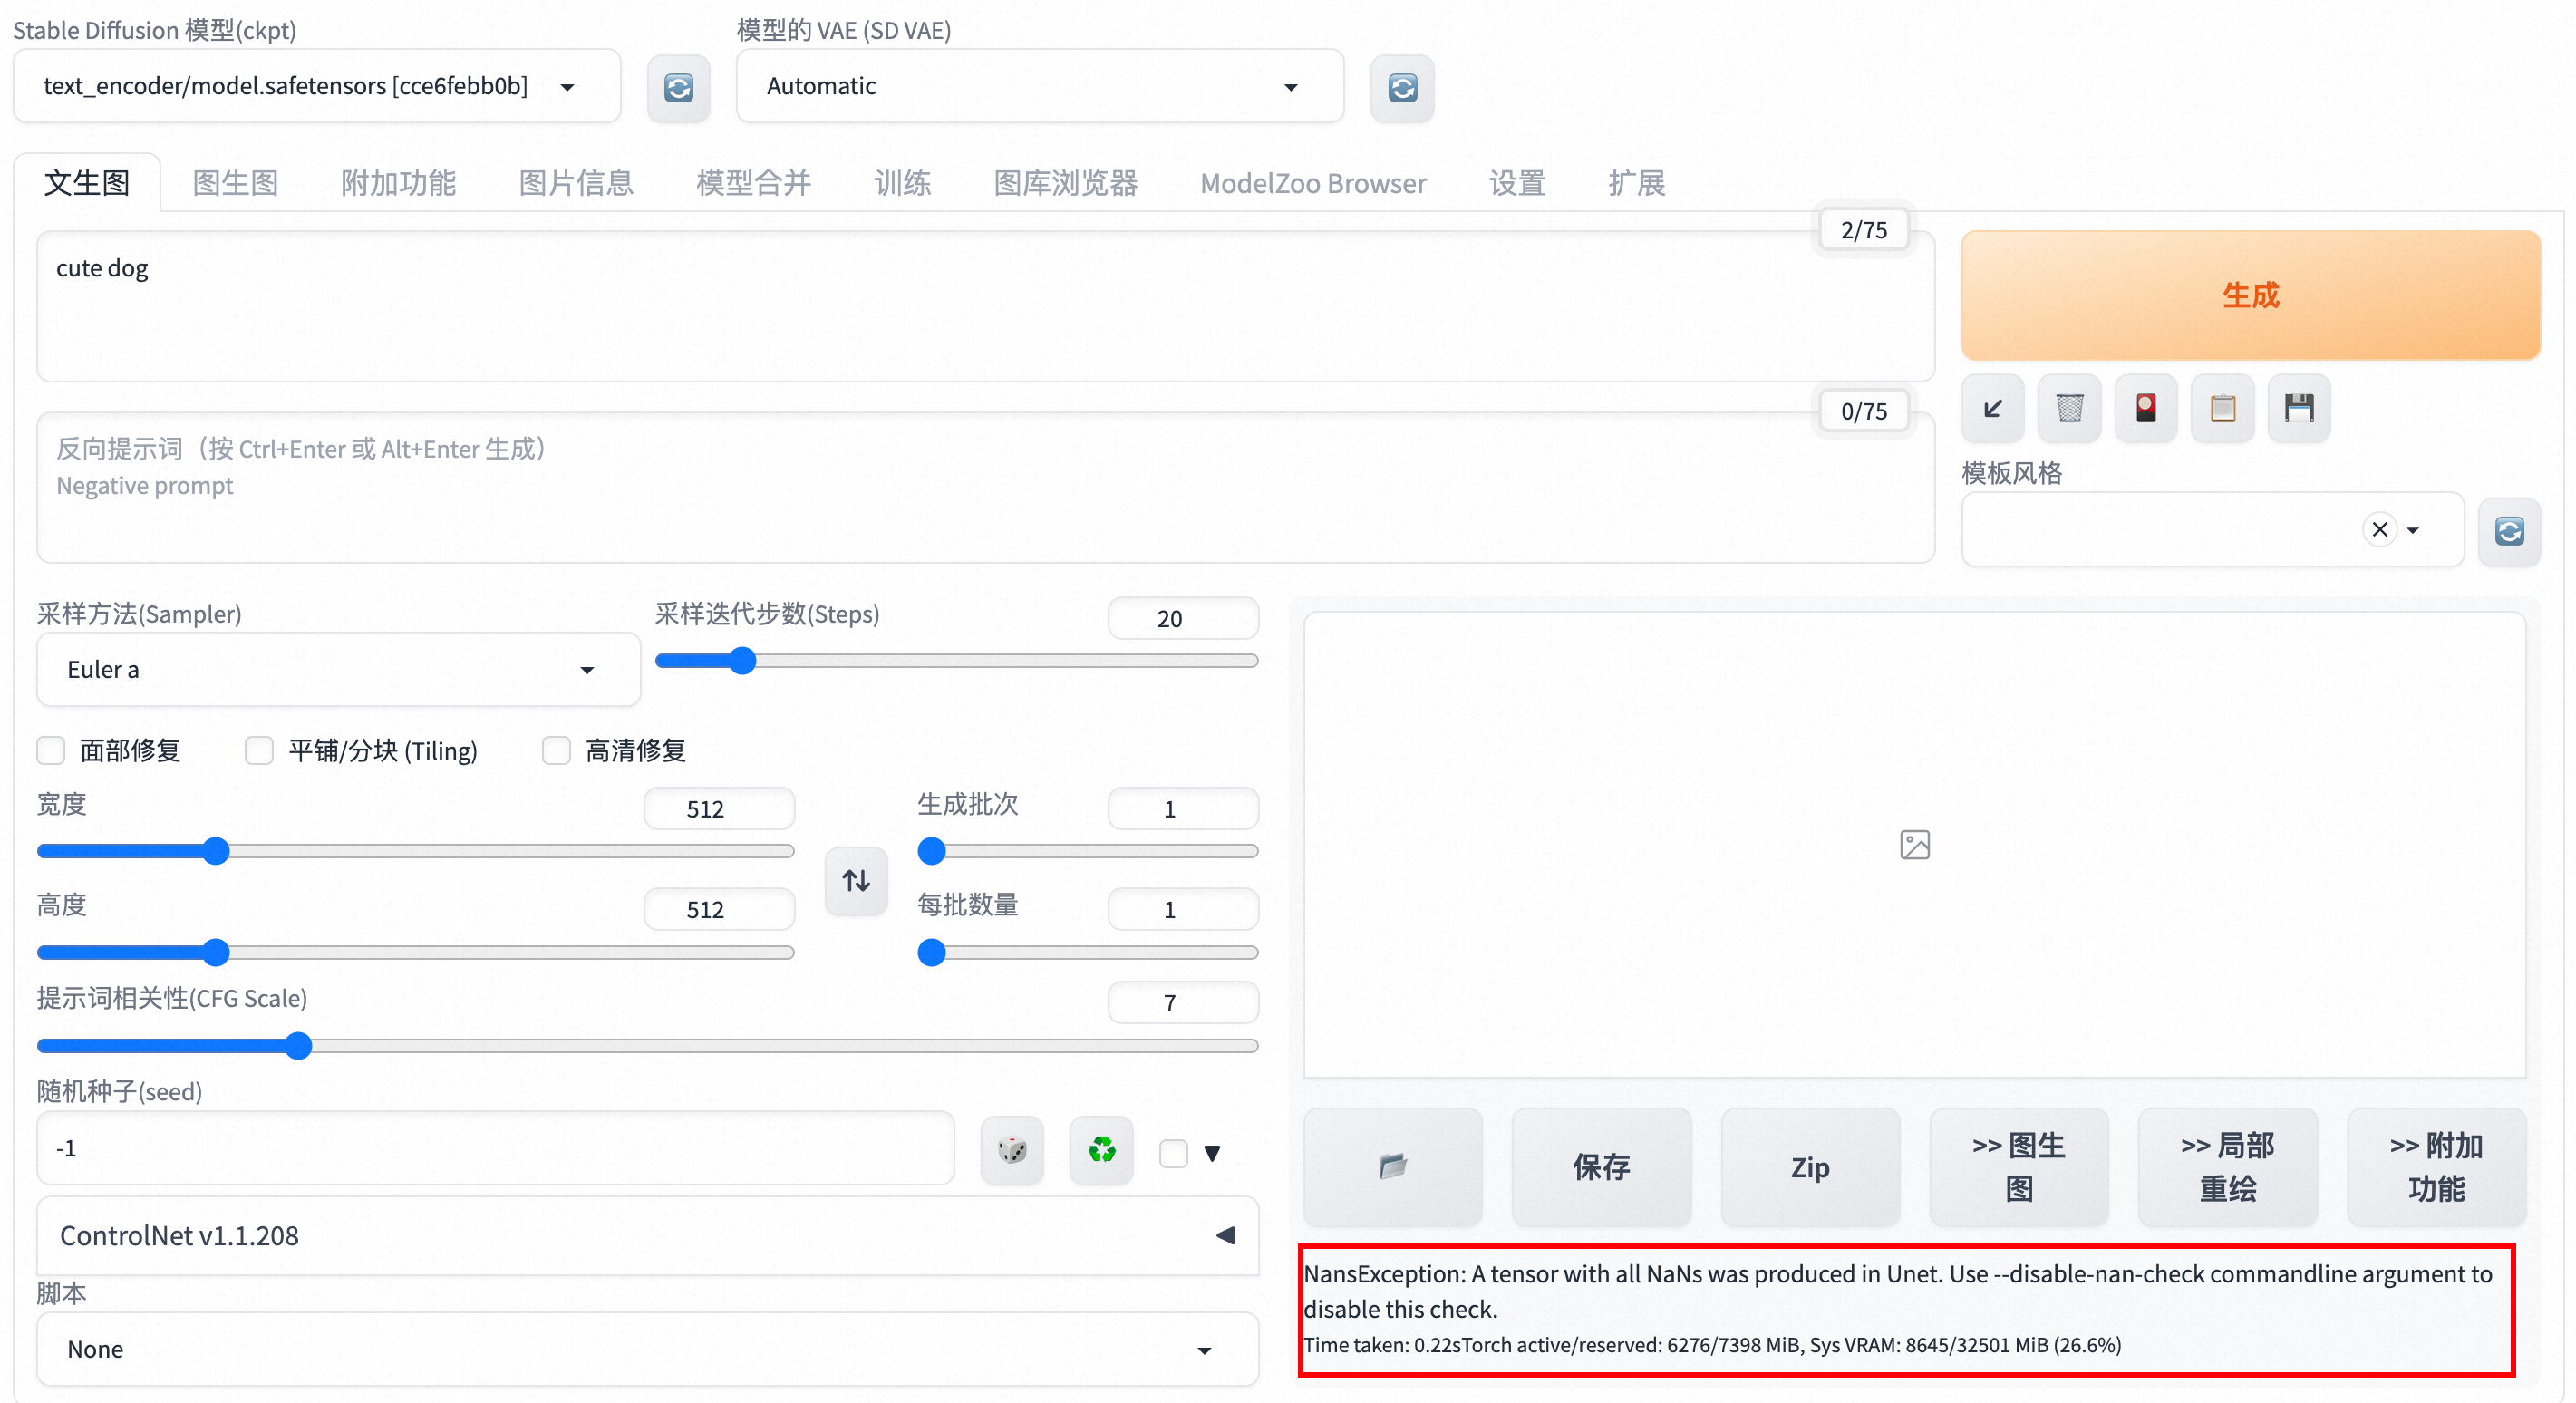 Stable Diffusion 模型(ckpt)
模型的 VAE (SD VAE)
text_encoder/model.safetensors [cce6febb0b]
Automatic
文生图 图生图 附加功能 图片信息 模型合并 训练 图库浏览器 ModelZoo Browser 设置 扩展
2/75
cute dog
生成
0/75
反向提示词（按 Ctrl+Enter 或 Alt+Enter 生成）
Negative prompt
模板风格
采样方法(Sampler)
Euler a
采样迭代步数(Steps)
20
面部修复
平铺/分块 (Tiling)
高清修复
宽度
512
生成批次
1
高度
512
每批数量
1
提示词相关性(CFG Scale)
7
随机种子(seed)
-1
ControlNet v1.1.208
脚本
None
保存
Zip
>> 图生
图
>> 局部
重绘
>> 附加
功能
NansException: A tensor with all NaNs was produced in Unet. Use --disable-nan-check commandline argument to
disable this check.
Time taken: 0.22sTorch active/reserved: 6276/7398 MiB, Sys VRAM: 8645/32501 MiB (26.6%)